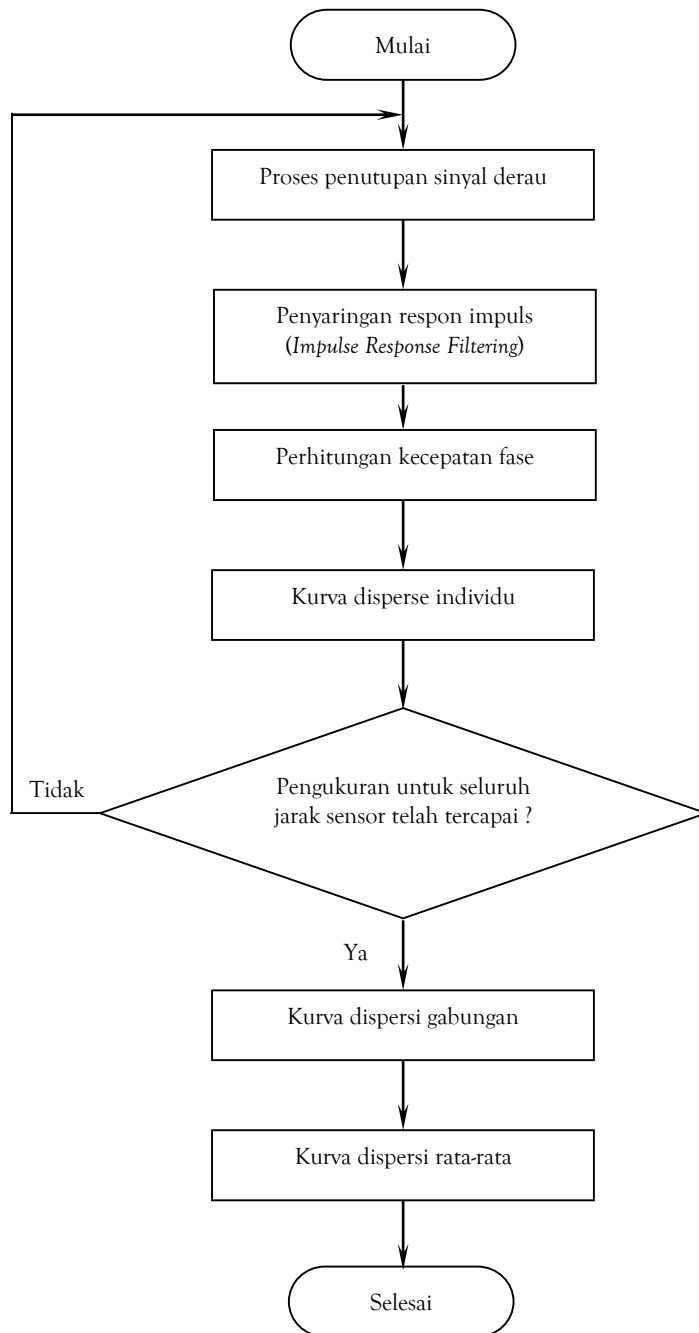 Mulai
Proses penutupan sinyal derau
Penyaringan respon impuls
(Impulse Response Filtering)
Perhitungan kecepatan fase
Kurva disperse individu
Tidak
Pengukuran untuk seluruh
jarak sensor telah tercapai ?
Ya
Kurva dispersi gabungan
Kurva dispersi rata-rata
Selesai